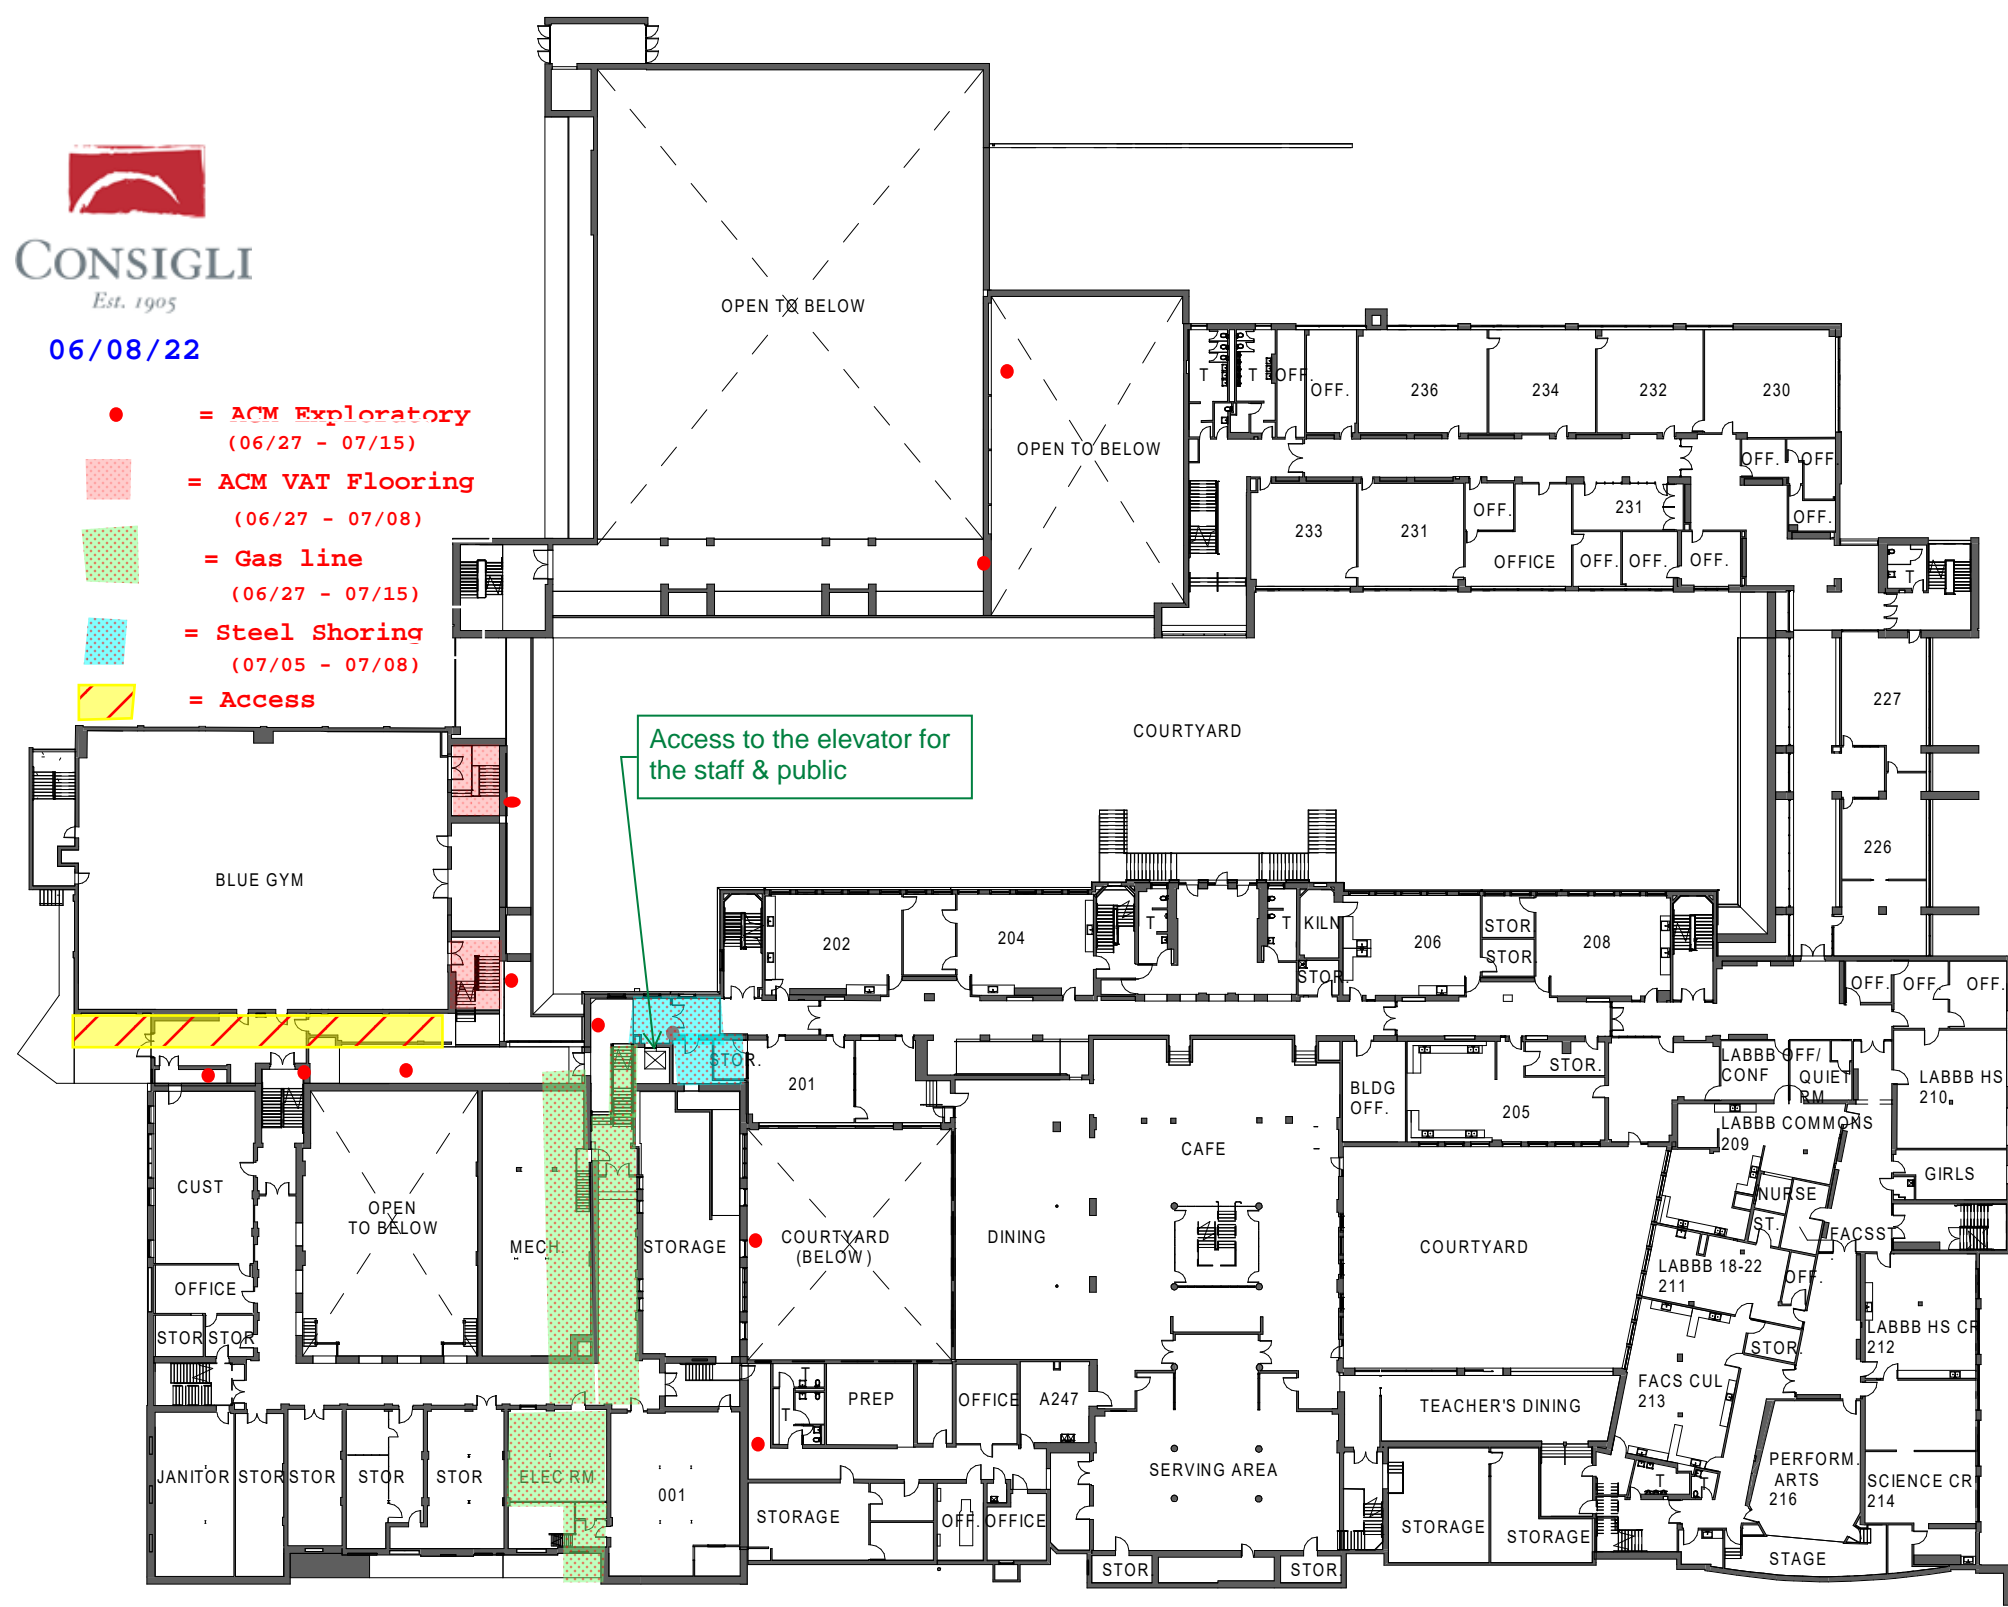 CONSIGLI
Est. 1905
06/08/22
= ACM Exploratory
(06/27 - 07/15)
= ACM VAT Flooring
(06/27 - 07/08)
= Gas line
(06/27 - 07/15)
= Steel Shoring
(07/05 - 07/08)
= Access
Access to the elevator for
the staff & public
OPEN TO BELOW
OPEN TO BELOW
T
T
OFF.
OFF.
236
234
232
230
OFF.
OFF.
OFF.
233
231
OFF.
231
OFFICE
OFF.
OFF.
OFF.
T
227
226
COURTYARD
BLUE GYM
202
204
T
T
KILN
STOR.
206
STOR.
STOR.
208
OFF.
OFF.
OFF.
STOR.
201
BLDG
OFF.
205
STOR.
LABBB OFF/
CONF
QUIET
RM
LABBB HS
210
LABBB COMMONS
209
GIRLS
NURSE
ST.
FACSST
CAFE
CUST
OPEN
TO BELOW
MECH.
STORAGE
COURTYARD
(BELOW)
DINING
COURTYARD
LABBB 18-22
211
OFF.
OFFICE
STOR
STOR
LABBB HS CR
212
STOR.
FACS CUL
213
T
T
PREP
OFFICE
A247
TEACHER'S DINING
JANITOR
STOR
STOR
STOR
STOR
ELEC RM
001
SERVING AREA
T
T
PERFORM.
ARTS
216
SCIENCE CR
214
STORAGE
OFF.
OFFICE
STORAGE
STORAGE
STOR.
STOR.
STAGE